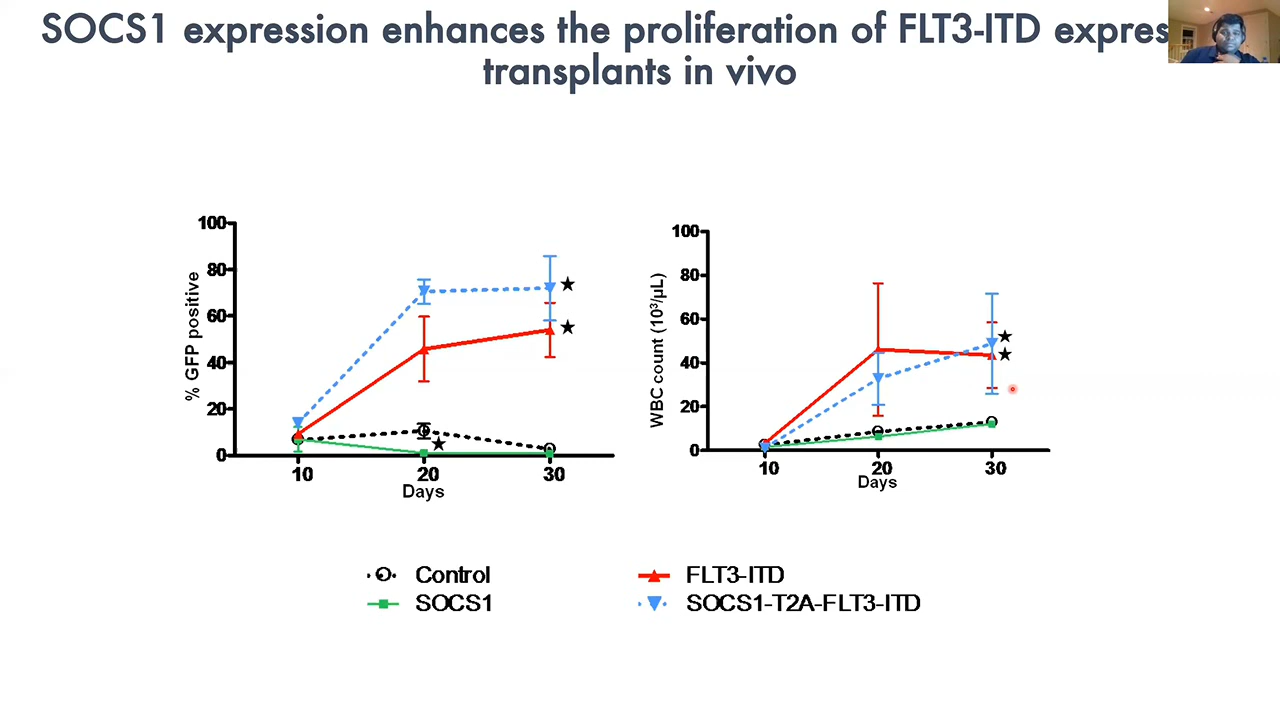 SOCS1 expression enhances the proliferation of FLT3-ITD expres
transplants in vivo
100
80
60
40
20
0
% GFP positive
10 20 30
Days
100
80
60
40
20
0
WBC count (10³/µL)
10 20 30
Days
Control
SOCS1
FLT3-ITD
SOCS1-T2A-FLT3-ITD